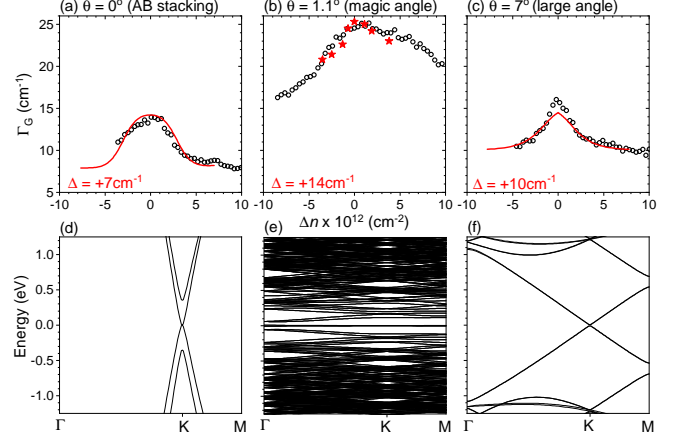 (a) θ = 0° (AB stacking) (b) θ = 1.1° (magic angle) (c) θ = 7° (large angle)
25
20
15
10
5
Γ_G (cm⁻¹)
Δ = +7cm⁻¹ Δ = +14cm⁻¹ Δ = +10cm⁻¹
-10 -5 0 5 10 -10 -5 0 5 10 -10 -5 0 5 10
Δn x 10¹² (cm⁻²)
(d) (e) (f)
1.0
0.5
0.0
-0.5
-1.0
Energy (eV)
Γ K M Γ K M Γ K M